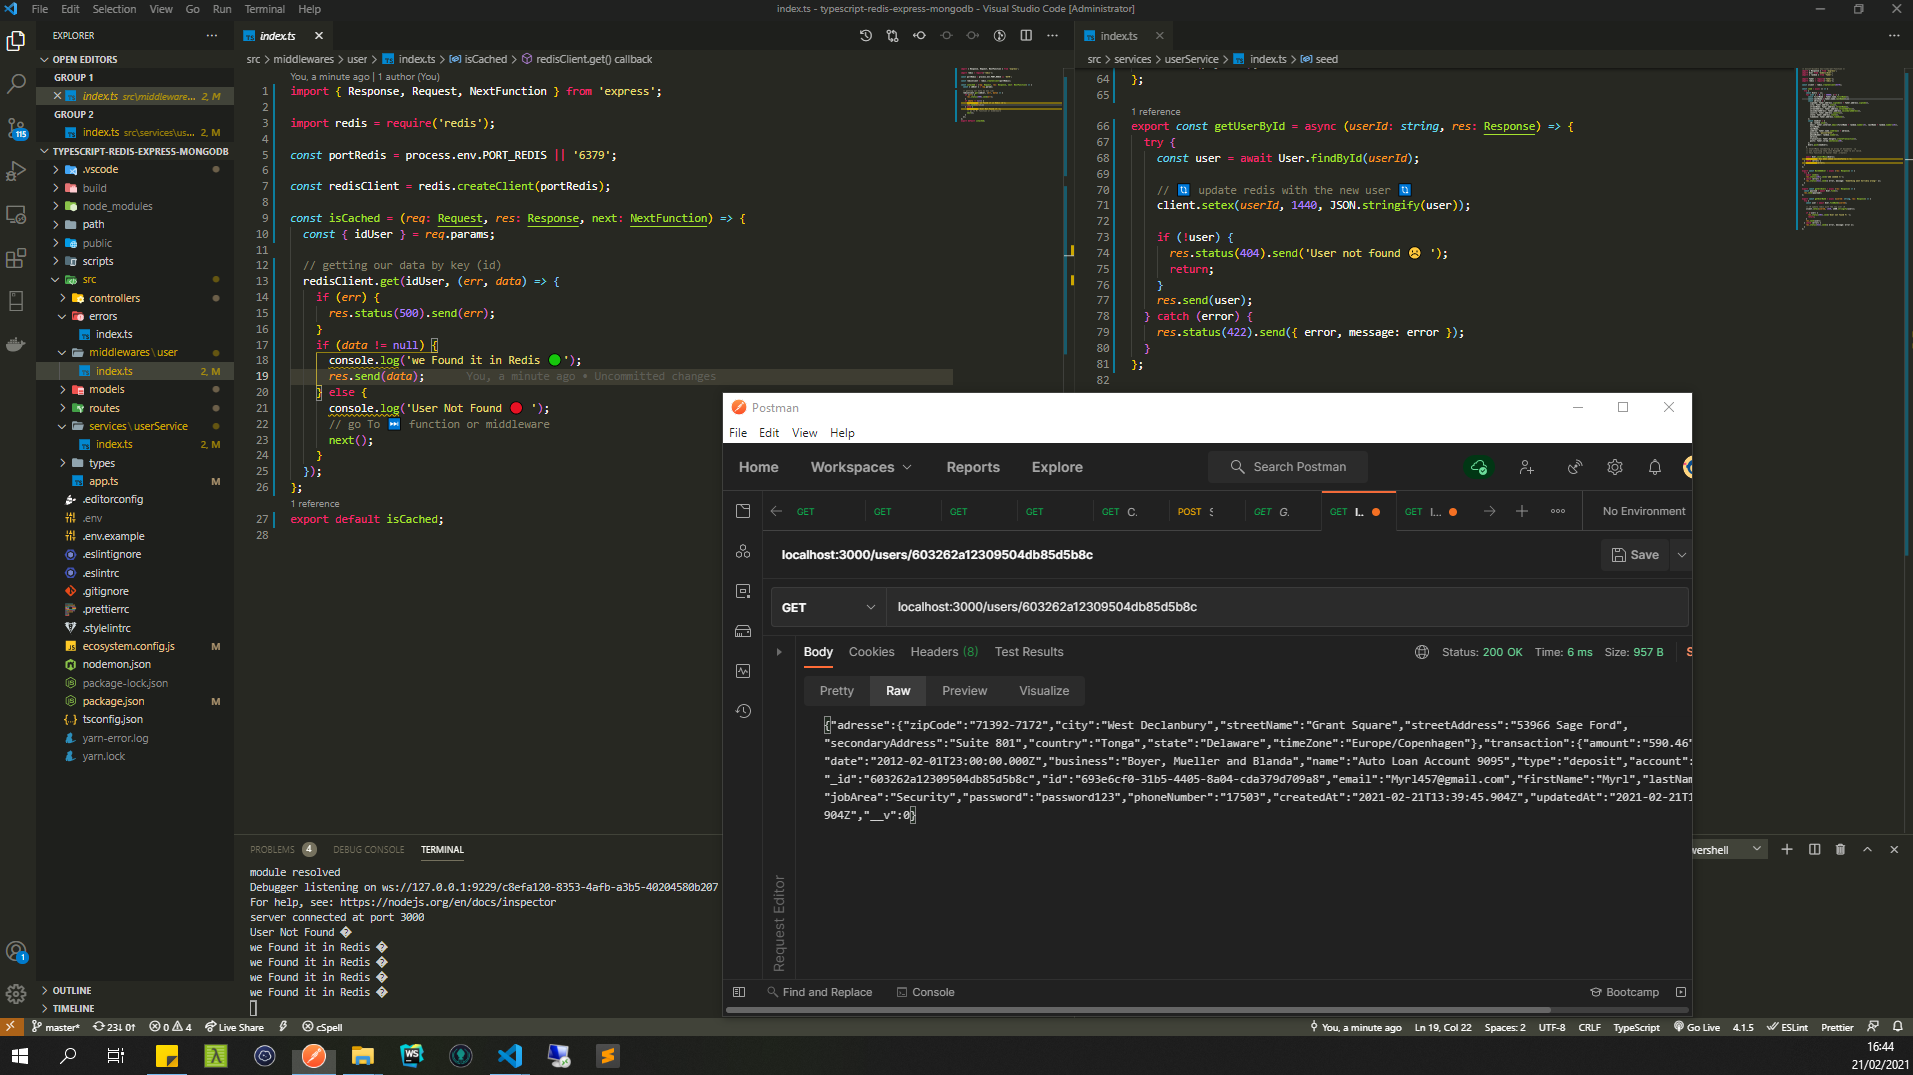 File Edit Selection View Go Run Terminal Help
index.ts - typescript-redis-express-mongodb - Visual Studio Code [Administrator]
EXPLORER
OPEN EDITORS
GROUP 1
index.ts src\middleware... 2, M
GROUP 2
index.ts src\services\us... 2, M
TYPESCRIPT-REDIS-EXPRESS-MONGODB
.vscode
build
node_modules
path
public
scripts
src
controllers
errors
index.ts
middlewares\user
index.ts 2, M
models
routes
services\userService
index.ts 2, M
types
app.ts M
.editorconfig
.env
.env.example
.eslintignore
.eslintrc
.gitignore
.prettierrc
.stylelintrc
ecosystem.config.js M
nodemon.json
package-lock.json
package.json M
tsconfig.json
yarn-error.log
yarn.lock
OUTLINE
TIMELINE
115
1
index.ts
src > middlewares > user > index.ts > isCached > redisClient.get() callback
You, a minute ago | 1 author (You)
1 import { Response, Request, NextFunction } from 'express';
2
3 import redis = require('redis');
4
5 const portRedis = process.env.PORT_REDIS || '6379';
6
7 const redisClient = redis.createClient(portRedis);
8
9 const isCached = (req: Request, res: Response, next: NextFunction) => {
10 const { idUser } = req.params;
11
12 // getting our data by key (id)
13 redisClient.get(idUser, (err, data) => {
14 if (err) {
15 res.status(500).send(err);
16 }
17 if (data != null) {
18 console.log('we Found it in Redis 🟢');
19 res.send(data); You, a minute ago • Uncommitted changes
20 } else {
21 console.log('User Not Found 🔴 ');
22 // go To ⏭ function or middleware
23 next();
24 }
25 });
26 };
1 reference
27 export default isCached;
28
index.ts
src > services > userService > index.ts > seed
64 };
65
1 reference
66 export const getUserById = async (userId: string, res: Response) => {
67 try {
68 const user = await User.findById(userId);
69
70 // 🔃 update redis with the new user 🔃
71 client.setex(userId, 1440, JSON.stringify(user));
72
73 if (!user) {
74 res.status(404).send('User not found ☹ ');
75 return;
76 }
77 res.send(user);
78 } catch (error) {
79 res.status(422).send({ error, message: error });
80 }
81 };
82
Postman
File Edit View Help
Home Workspaces Reports Explore Search Postman
GET GET GET GET GET C. POST GET G. GET I.. GET I... No Environment
localhost:3000/users/603262a12309504db85d5b8c Save
GET localhost:3000/users/603262a12309504db85d5b8c
Body Cookies Headers (8) Test Results Status: 200 OK Time: 6 ms Size: 957 B
Pretty Raw Preview Visualize
{"adresse":{"zipCode":"71392-7172","city":"West Declanbury","streetName":"Grant Square","streetAddress":"53966 Sage Ford",
"secondaryAddress":"Suite 801","country":"Tonga","state":"Delaware","timeZone":"Europe/Copenhagen"},"transaction":{"amount":"590.46"
"date":"2012-02-01T23:00:00.000Z","business":"Boyer, Mueller and Blanda","name":"Auto Loan Account 9095","type":"deposit","account":
"_id":"603262a12309504db85d5b8c","id":"693e6cf0-31b5-4405-8a04-cda379d709a8","email":"Myrl457@gmail.com","firstName":"Myrl","lastNam
"jobArea":"Security","password":"password123","phoneNumber":"17503","createdAt":"2021-02-21T13:39:45.904Z","updatedAt":"2021-02-21T1
904Z","__v":0}
Request Editor
Find and Replace Console Bootcamp
PROBLEMS 4 DEBUG CONSOLE TERMINAL
wershell
module resolved
Debugger listening on ws://127.0.0.1:9229/c8efa120-8353-4afb-a3b5-40204580b207
For help, see: https://nodejs.org/en/docs/inspector
server connected at port 3000
User Not Found �
we Found it in Redis �
we Found it in Redis �
we Found it in Redis �
we Found it in Redis �
master* 23↓ 0↑ 0 4 Live Share cSpell
You, a minute ago Ln 19, Col 22 Spaces: 2 UTF-8 CRLF TypeScript Go Live 4.1.5 ESLint Prettier
16:44
21/02/2021